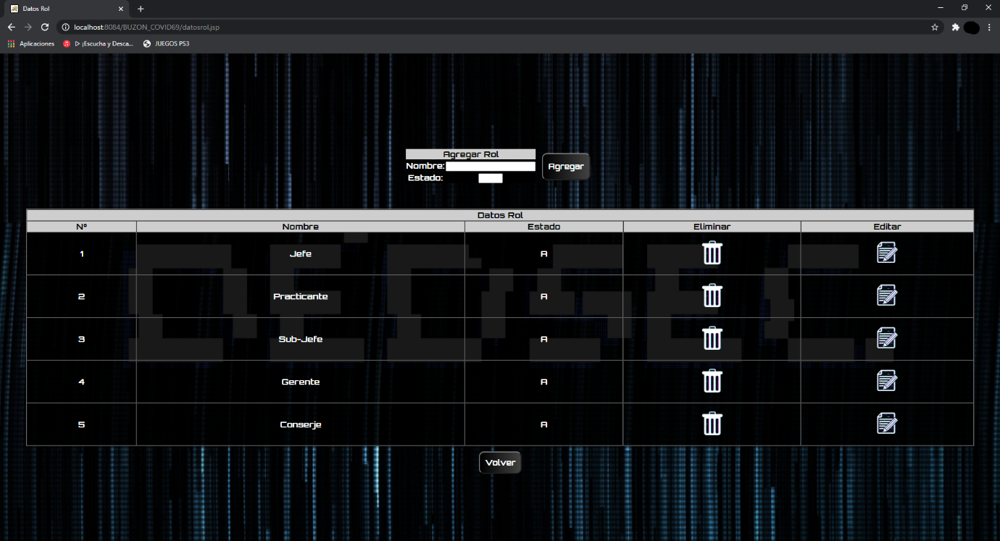 Datos Rol
localhost:8084/BUZON_COVID69/datosrol.jsp
Aplicaciones ▷ ¡Escucha y Desca... JUEGOS PS3
Agregar Rol
Nombre: Agregar
Estado:
Datos Rol
Nº Nombre Estado Eliminar Editar
1 Jefe A
2 Practicante A
3 Sub-Jefe A
4 Gerente A
5 Conserje A
DEDSEC_
Volver